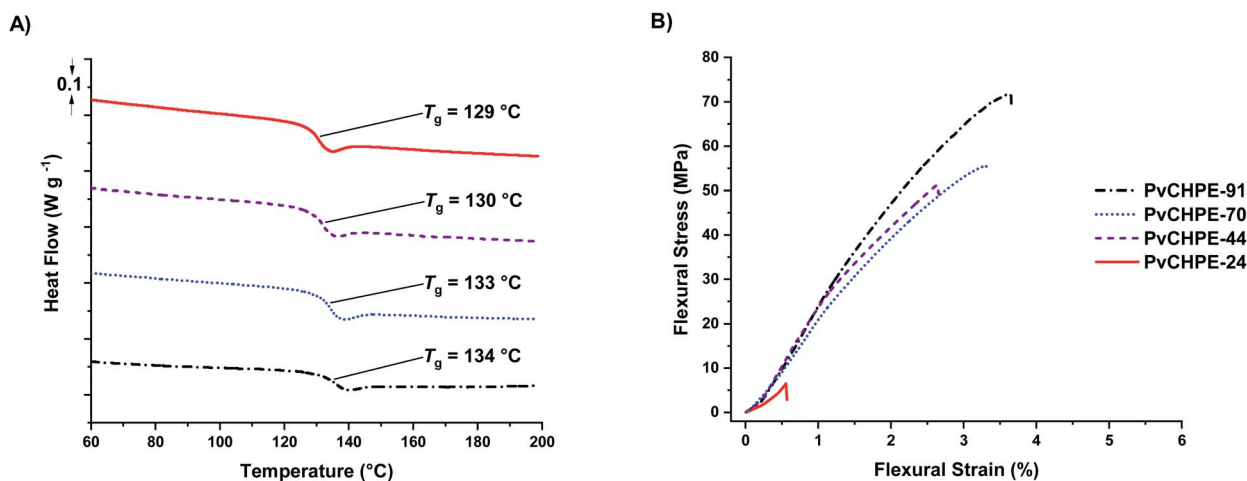 A)
0.1
Heat Flow (W g -1)
Tg = 129 °C
Tg = 130 °C
Tg = 133 °C
Tg = 134 °C
60 80 100 120 140 160 180 200
Temperature (°C)
B)
Flexural Stress (MPa)
80
70
60
50
40
30
20
10
0
0 1 2 3 4 5 6
Flexural Strain (%)
PvCHPE-91
PvCHPE-70
PvCHPE-44
PvCHPE-24